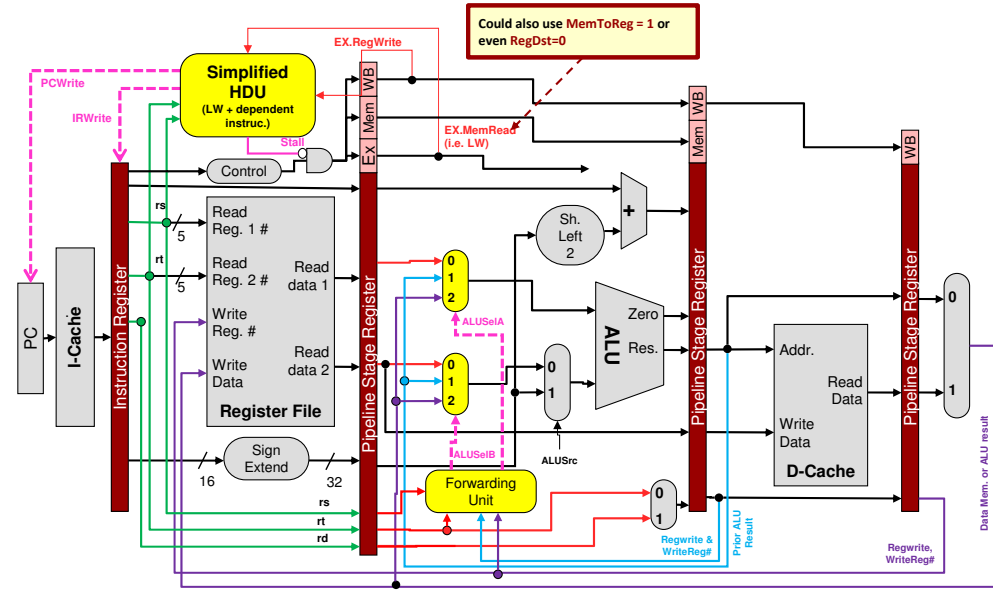 Could also use MemToReg = 1 or
even RegDst=0
EX.RegWrite
PCWrite
Simplified
HDU
(LW + dependent
instruc.)
IRWrite
Stall
WB
Mem
Ex
EX.MemRead
(i.e. LW)
WB
Mem
WB
Control
rs
5
rt
5
Read
Reg. 1 #
Read
Reg. 2 #
Write
Reg. #
Write
Data
Read
data 1
Read
data 2
Register File
PC
I-Cache
Instruction Register
Pipeline Stage Register
Sh.
Left
2
+
0
1
2
ALUSelA
0
1
2
ALUSelB
0
1
ALUSrc
ALU
Zero
Res.
Pipeline Stage Register
Addr.
Read
Data
Write
Data
D-Cache
Pipeline Stage Register
0
1
Sign
Extend
16
32
Forwarding
Unit
rs
rt
rd
0
1
Regwrite &
WriteReg#
Prior ALU
Result
Regwrite,
WriteReg#
Data Mem. or ALU result